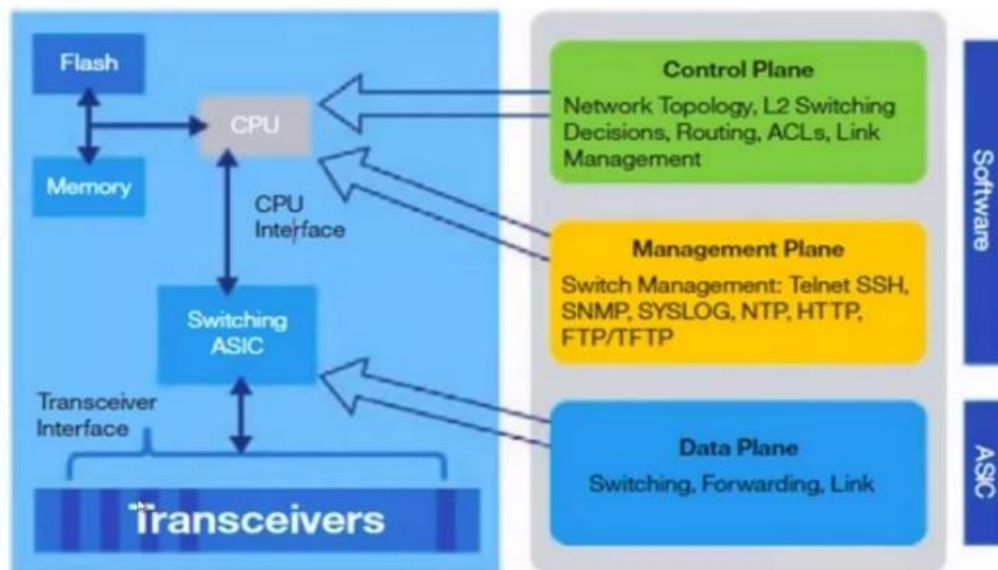 Flash
CPU
Memory
CPU
Interface
Switching
ASIC
Transceiver
Interface
Transceivers
Control Plane
Network Topology, L2 Switching
Decisions, Routing, ACLs, Link
Management
Management Plane
Switch Management: Telnet SSH,
SNMP, SYSLOG, NTP, HTTP,
FTP/TFTP
Data Plane
Switching, Forwarding, Link
Software
ASIC